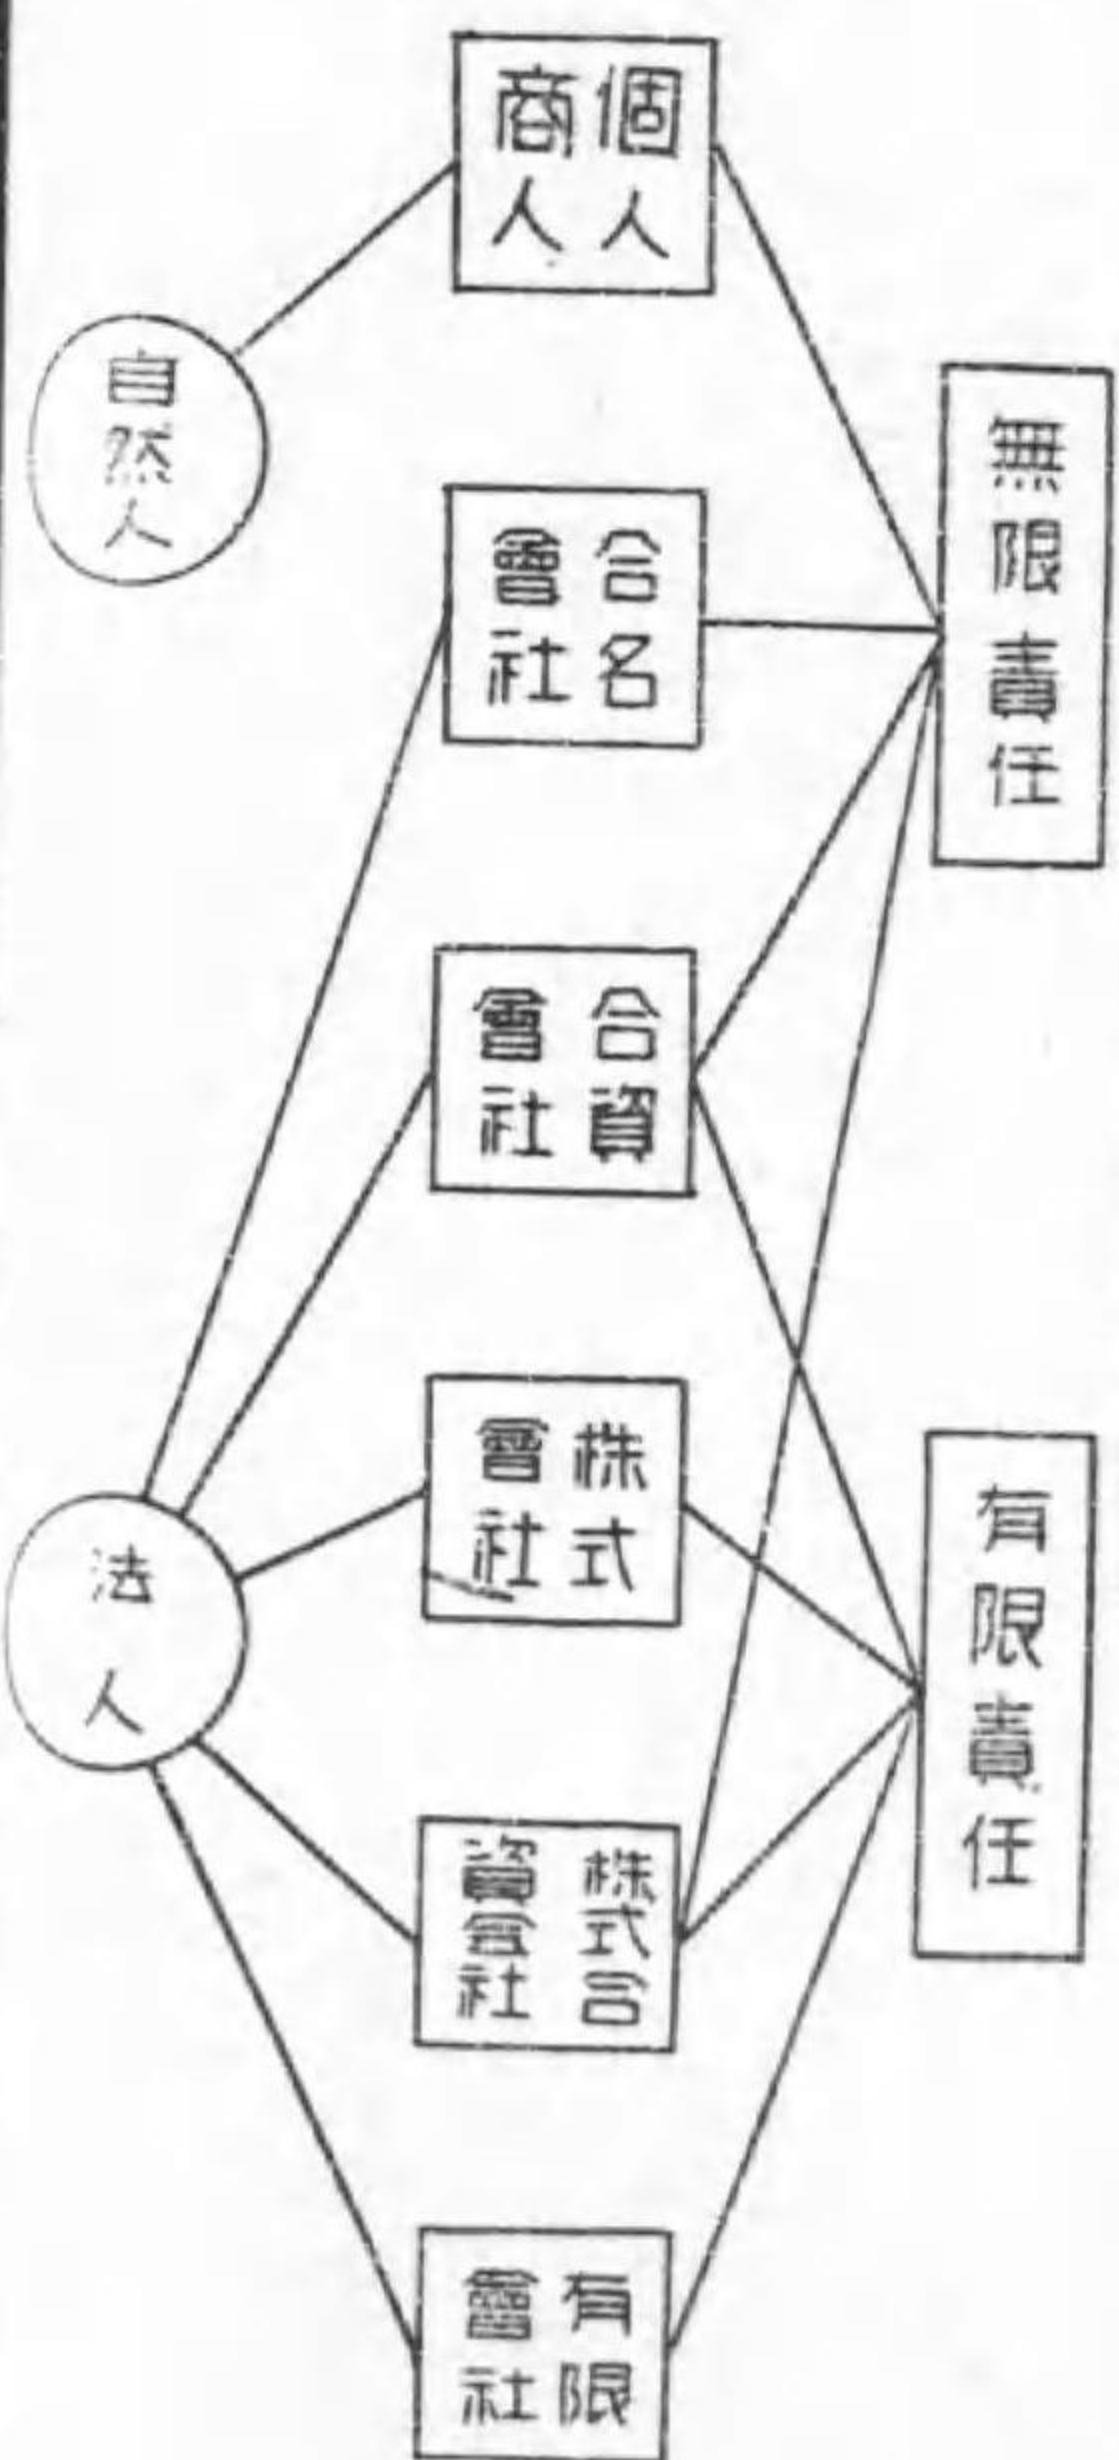 無限責任
有限責任
個人
商人
合名
會社
合資
會社
株式
會社
株式合
資会社
有限
會社
自然人
法人